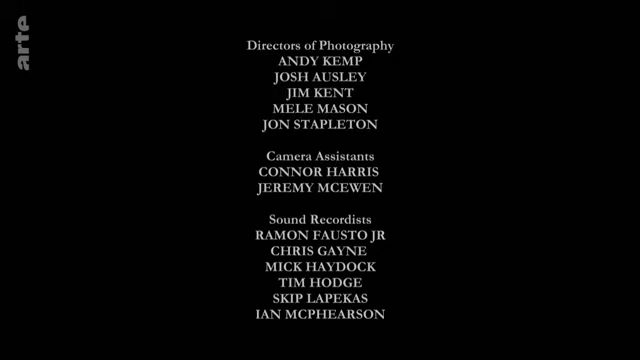 arte
Directors of Photography
ANDY KEMP
JOSH AUSLEY
JIM KENT
MELE MASON
JON STAPLETON
Camera Assistants
CONNOR HARRIS
JEREMY MCEWEN
Sound Recordists
RAMON FAUSTO JR
CHRIS GAYNE
MICK HAYDOCK
TIM HODGE
SKIP LAPEKAS
IAN MCPHEARSON